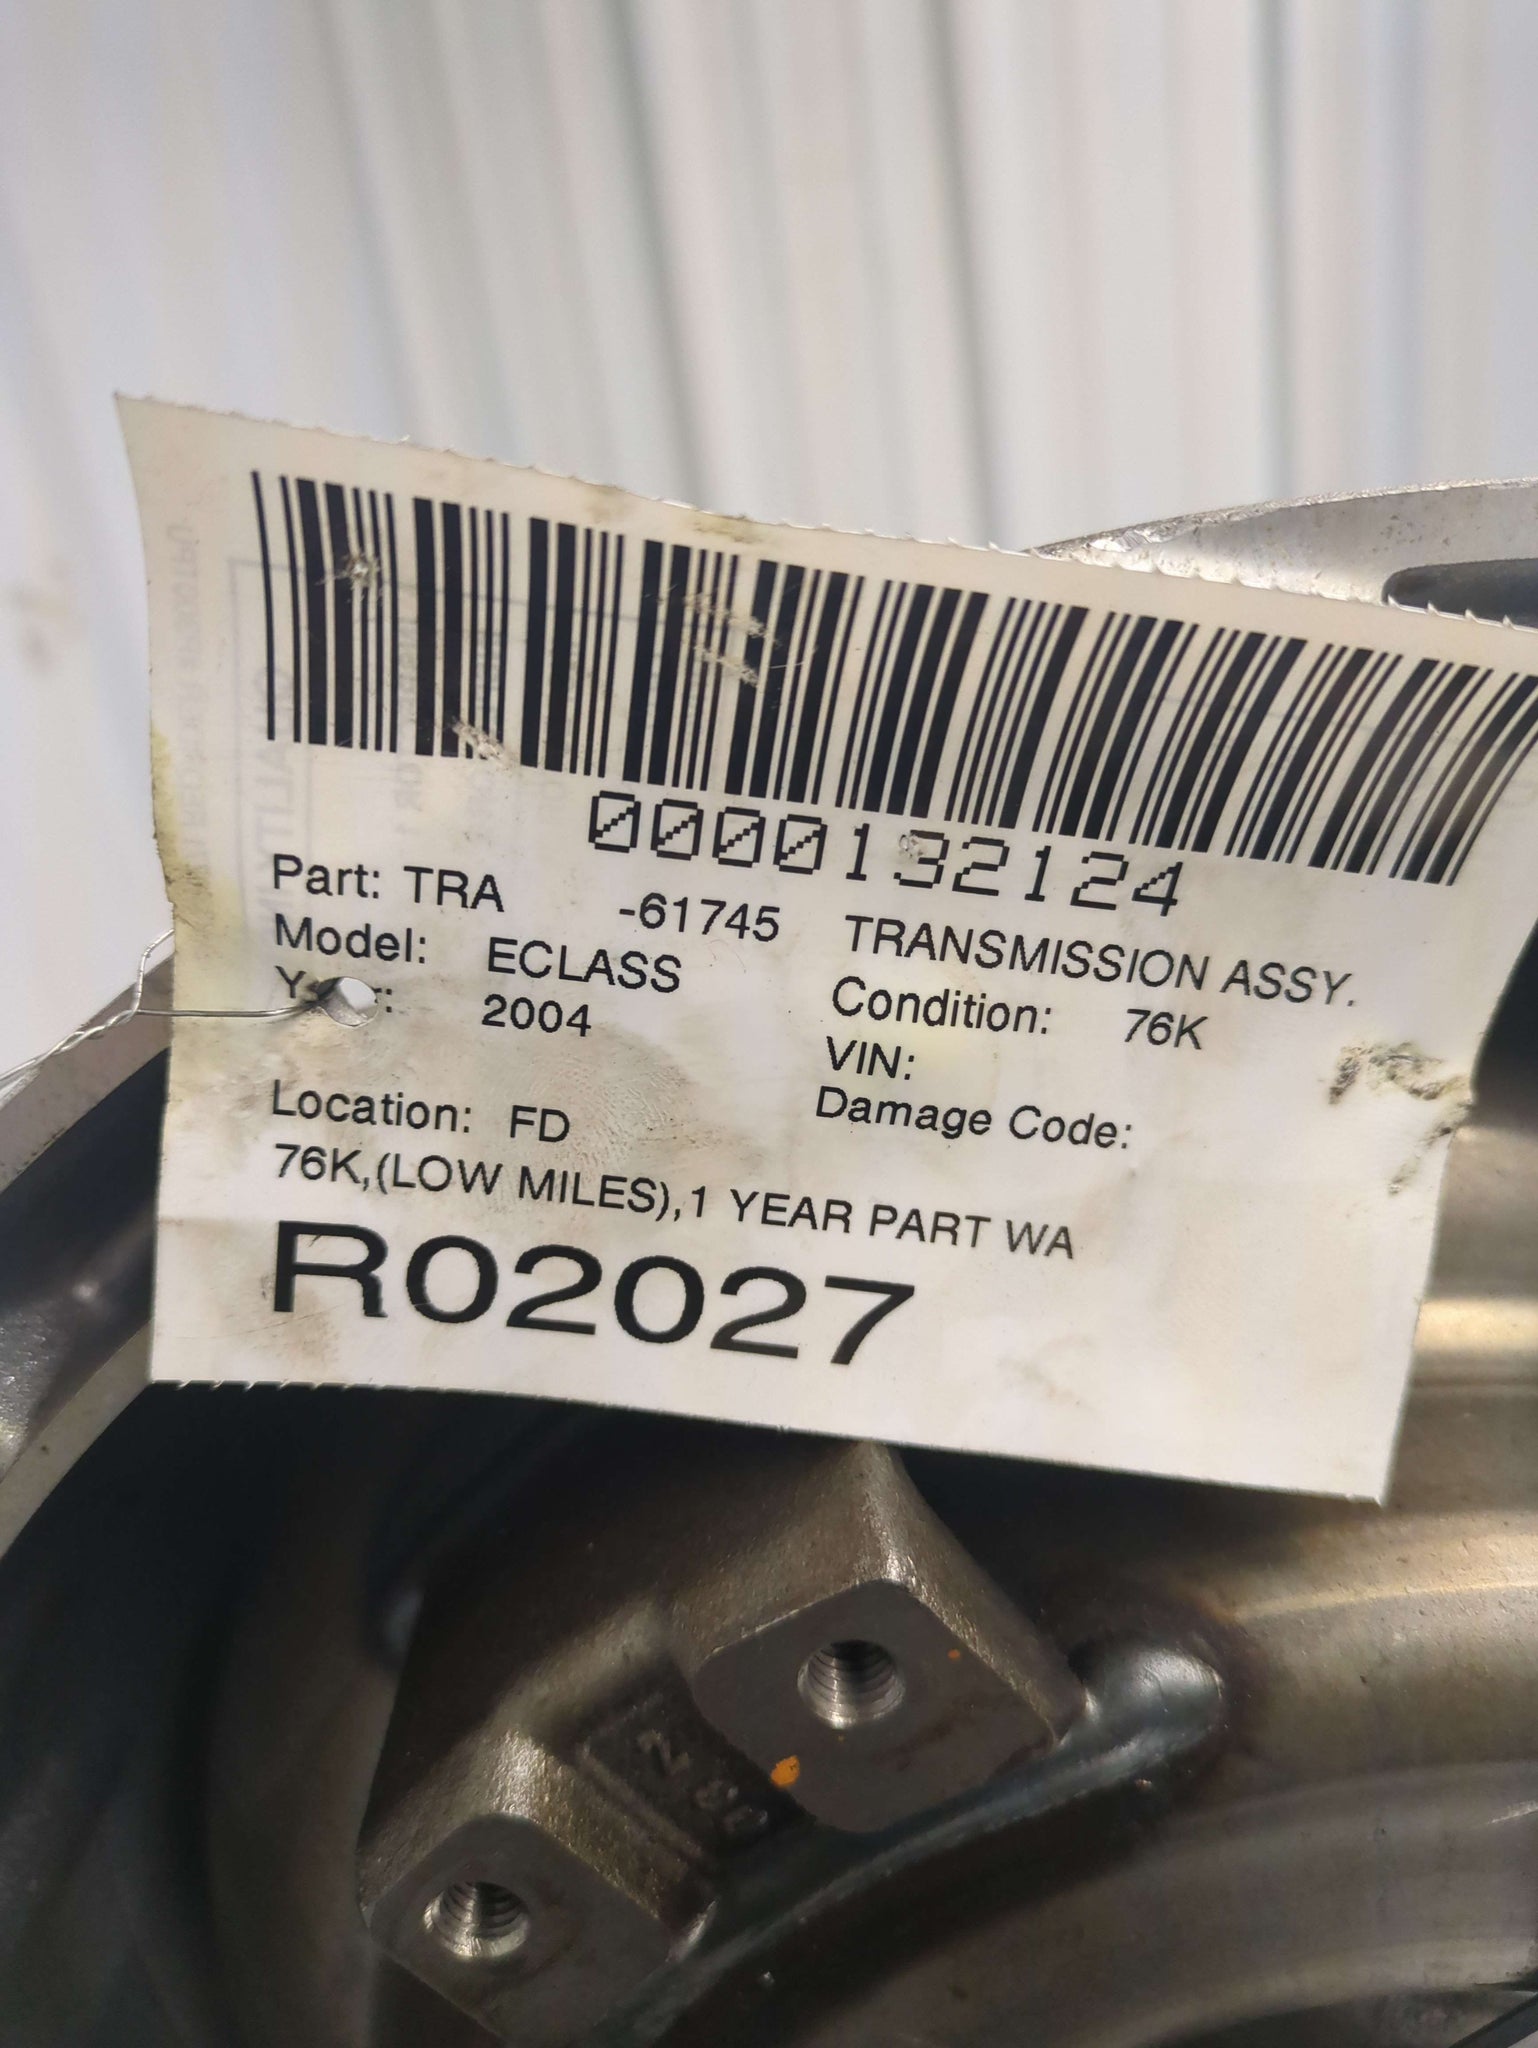 0000132124
Part: TRA -61745 TRANSMISSION ASSY.
Model: ECLASS Condition: 76K
2004 VIN:
Damage Code:
Location: FD
76K,(LOW MILES),1 YEAR PART WA
R02027